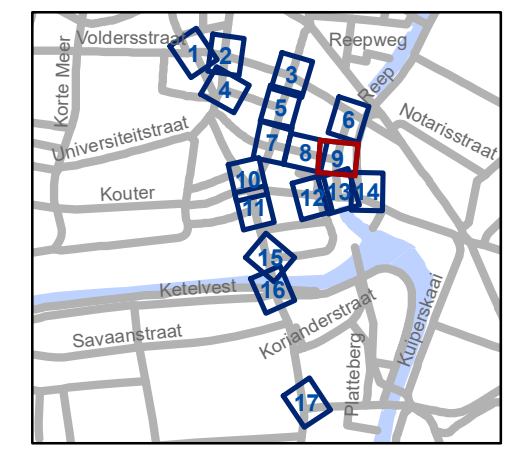 Voldersstraat
Reepweg
Korte Meer
Reep
Notarisstraat
Universiteitstraat
Kouter
Ketelvest
Savaanstraat
Korianderstraat
Platteberg
Kuiperskaai
1
2
3
4
5
6
7
8
9
10
11
12
13
14
15
16
17